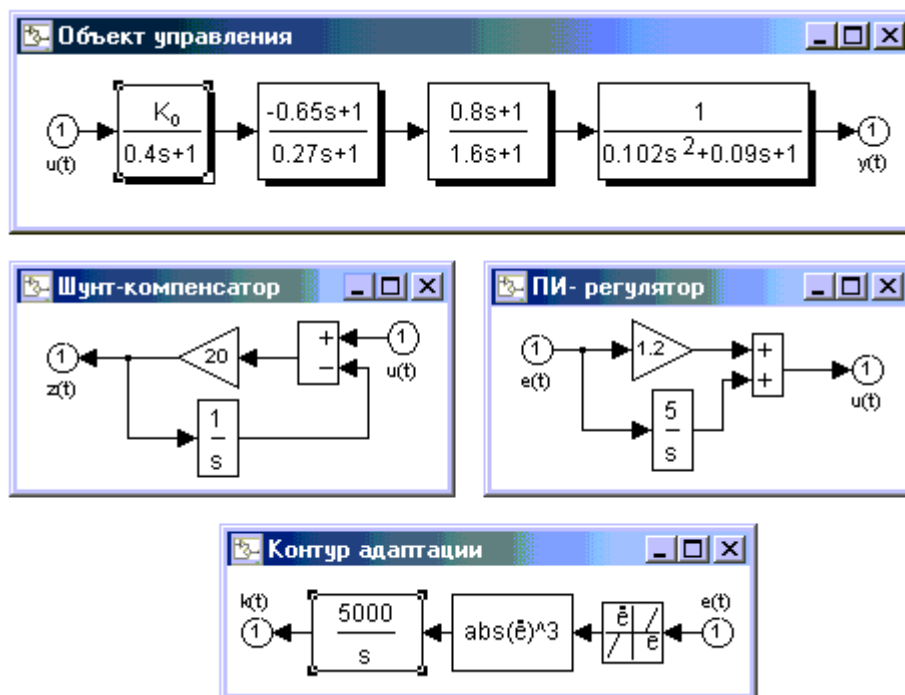 Объект управления
1
u(t)
K₀
0.4s+1
-0.65s+1
0.27s+1
0.8s+1
1.6s+1
1
0.102s²+0.09s+1
1
y(t)
Шунт-компенсатор
1
z(t)
20
+
−
1
u(t)
1
s
ПИ- регулятор
1
e(t)
1.2
+
+
5
s
1
u(t)
Контур адаптации
k(t)
1
5000
s
abs(ė)^3
ė
e
e(t)
1